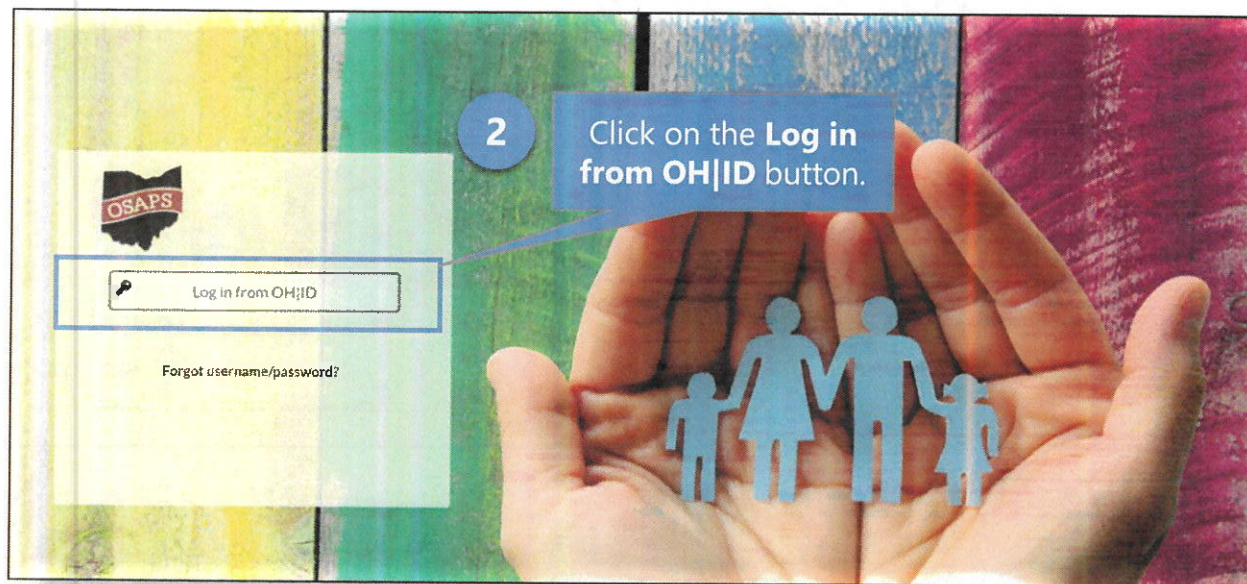 2
Click on the Log in
from OH|ID button.
OSAPS
Log in from OH|ID
Forgot username/password?